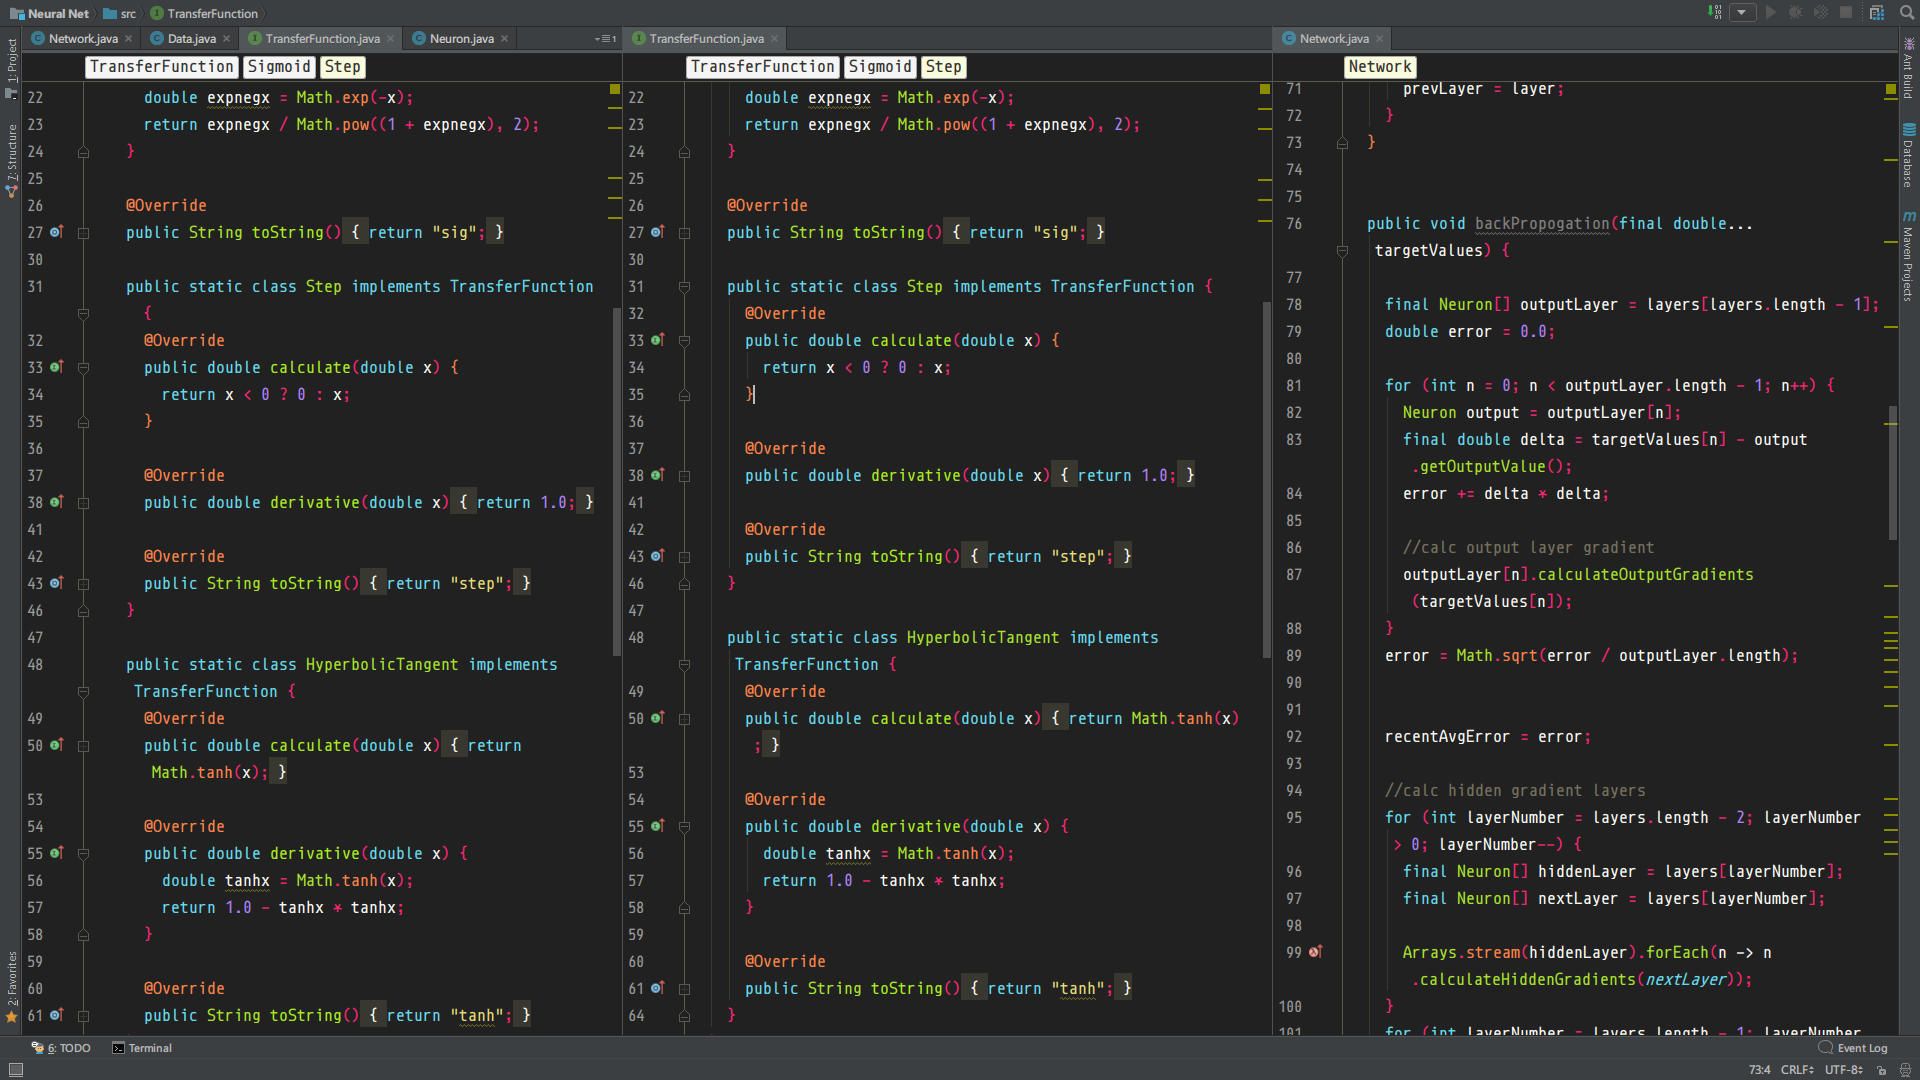 Neural Net
src
TransferFunction
1: Project
7: Structure
2: Favorites
Network.java
Data.java
TransferFunction.java
Neuron.java
1
TransferFunction Sigmoid Step
22 double expnegx = Math.exp(-x);
23 return expnegx / Math.pow((1 + expnegx), 2);
24 }
25
26 @Override
27 public String toString() { return "sig"; }
30
31 public static class Step implements TransferFunction
{
32 @Override
33 public double calculate(double x) {
34 return x < 0 ? 0 : x;
35 }
36
37 @Override
38 public double derivative(double x) { return 1.0; }
41
42 @Override
43 public String toString() { return "step"; }
46 }
47
48 public static class HyperbolicTangent implements
TransferFunction {
49 @Override
50 public double calculate(double x) { return
Math.tanh(x); }
53
54 @Override
55 public double derivative(double x) {
56 double tanhx = Math.tanh(x);
57 return 1.0 - tanhx * tanhx;
58 }
59
60 @Override
61 public String toString() { return "tanh"; }
TransferFunction.java
TransferFunction Sigmoid Step
22 double expnegx = Math.exp(-x);
23 return expnegx / Math.pow((1 + expnegx), 2);
24 }
25
26 @Override
27 public String toString() { return "sig"; }
30
31 public static class Step implements TransferFunction {
32 @Override
33 public double calculate(double x) {
34 return x < 0 ? 0 : x;
35 }
36
37 @Override
38 public double derivative(double x) { return 1.0; }
41
42 @Override
43 public String toString() { return "step"; }
46 }
47
48 public static class HyperbolicTangent implements
TransferFunction {
49 @Override
50 public double calculate(double x) { return Math.tanh(x)
; }
53
54 @Override
55 public double derivative(double x) {
56 double tanhx = Math.tanh(x);
57 return 1.0 - tanhx * tanhx;
58 }
59
60 @Override
61 public String toString() { return "tanh"; }
64 }
Network.java
Network
71 prevLayer = layer;
72 }
73 }
74
75
76 public void backPropogation(final double...
targetValues) {
77
78 final Neuron[] outputLayer = layers[layers.length - 1];
79 double error = 0.0;
80
81 for (int n = 0; n < outputLayer.length - 1; n++) {
82 Neuron output = outputLayer[n];
83 final double delta = targetValues[n] - output
.getOutputValue();
84 error += delta * delta;
85
86 //calc output layer gradient
87 outputLayer[n].calculateOutputGradients
(targetValues[n]);
88 }
89 error = Math.sqrt(error / outputLayer.length);
90
91
92 recentAvgError = error;
93
94 //calc hidden gradient layers
95 for (int layerNumber = layers.length - 2; layerNumber
> 0; layerNumber--) {
96 final Neuron[] hiddenLayer = layers[layerNumber];
97 final Neuron[] nextLayer = layers[layerNumber];
98
99 Arrays.stream(hiddenLayer).forEach(n -> n
.calculateHiddenGradients(nextLayer));
100 }
101 for (int layerNumber = layers.length - 1; layerNumber
Ant Build
Database
Maven Projects
6: TODO
Terminal
Event Log
73:4 CRLF UTF-8